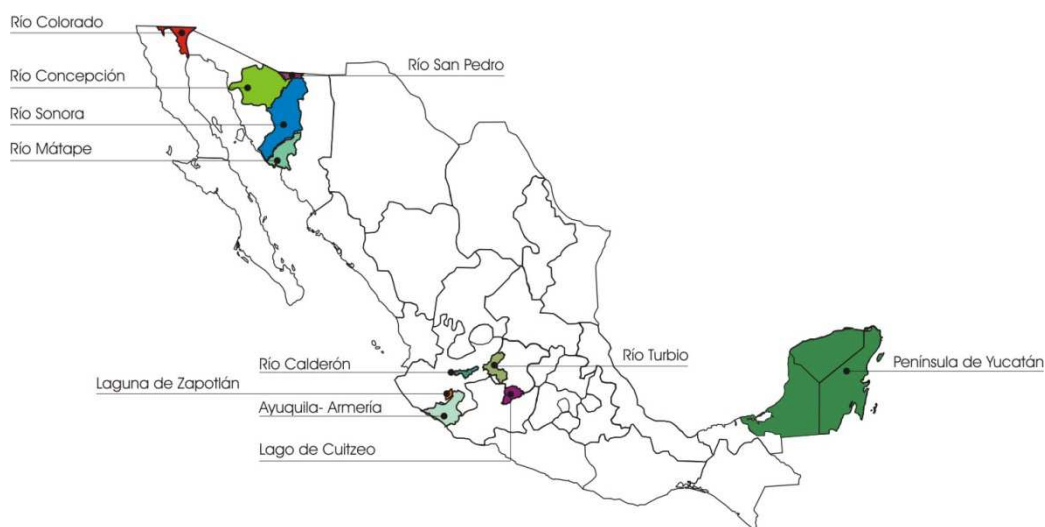 Río Colorado
Río Concepción
Río San Pedro
Río Sonora
Río Mátape
Río Calderón
Río Turbio
Península de Yucatán
Laguna de Zapotlán
Ayuquila- Armería
Lago de Cuitzeo